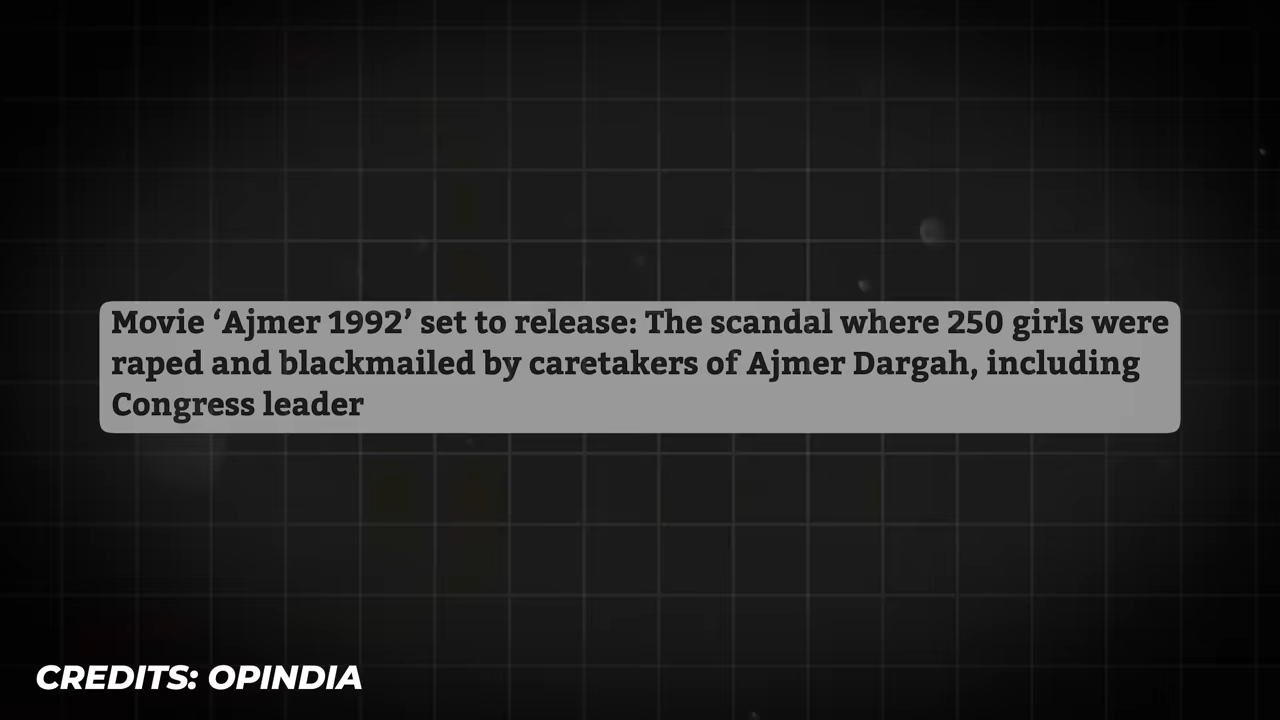 Movie ‘Ajmer 1992’ set to release: The scandal where 250 girls were
raped and blackmailed by caretakers of Ajmer Dargah, including
Congress leader
CREDITS: OPINDIA